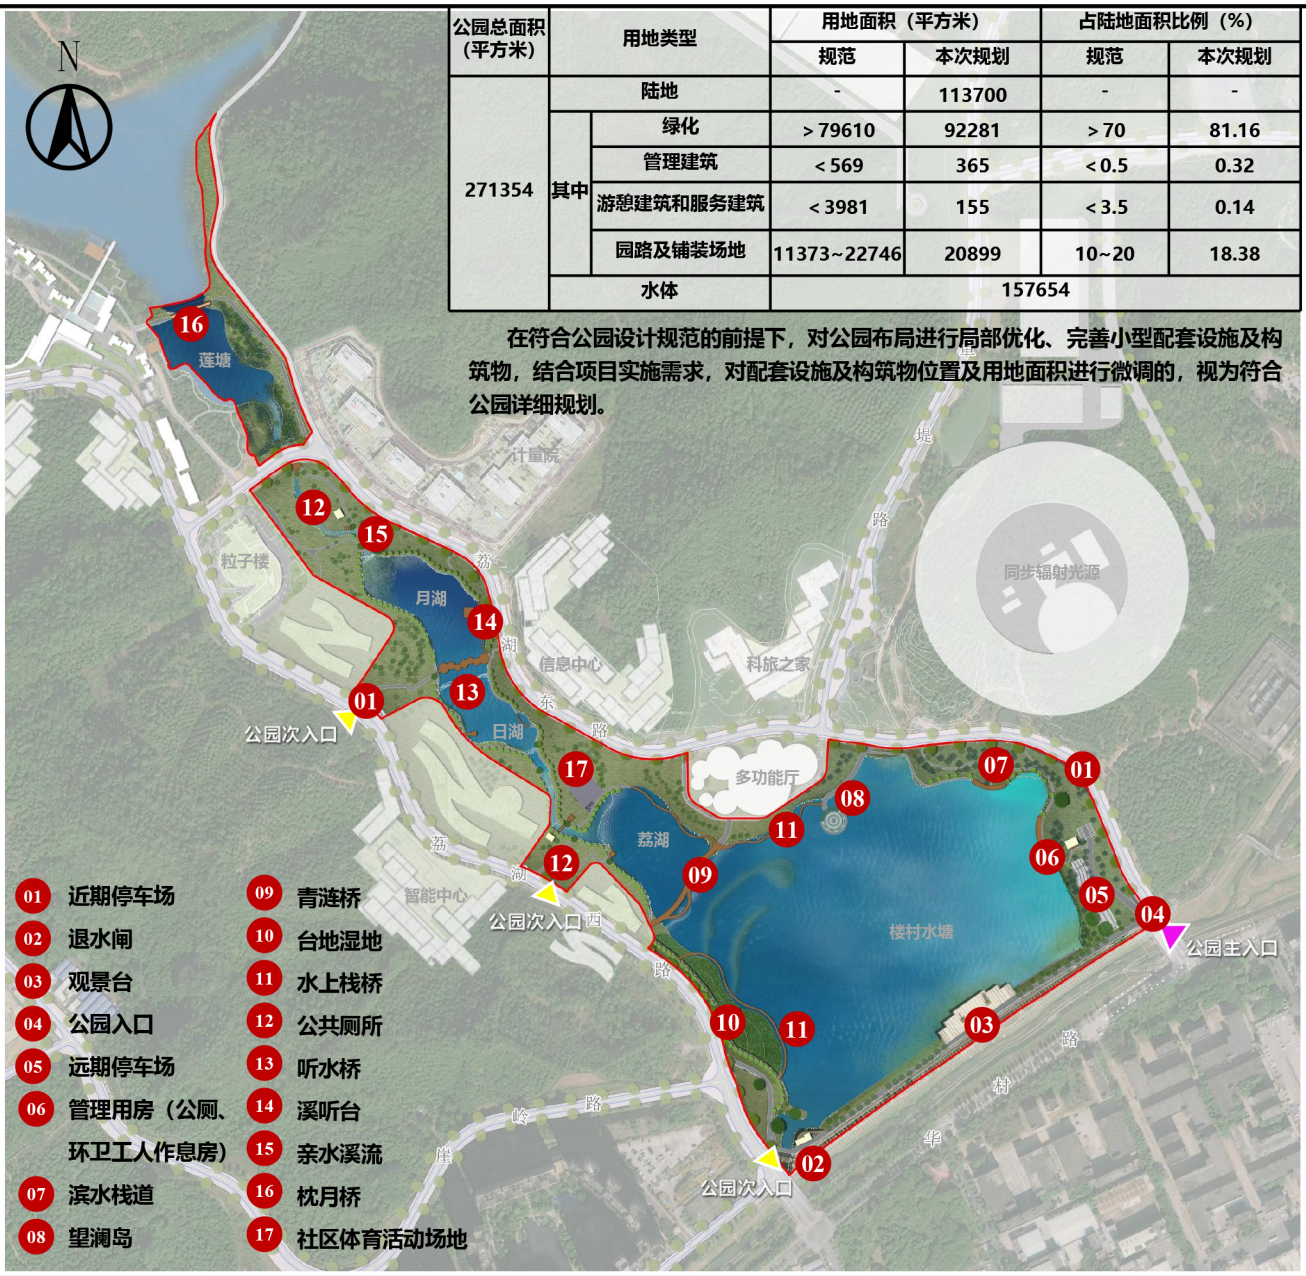 N
公园总面积
（平方米）
用地类型
用地面积（平方米）
占陆地面积比例（%）
规范
本次规划
规范
本次规划
271354
陆地
-
113700
-
-
其中
绿化
＞79610
92281
＞70
81.16
管理建筑
＜569
365
＜0.5
0.32
游憩建筑和服务建筑
＜3981
155
＜3.5
0.14
园路及铺装场地
11373~22746
20899
10~20
18.38
水体
157654
在符合公园设计规范的前提下，对公园布局进行局部优化、完善小型配套设施及构
筑物，结合项目实施需求，对配套设施及构筑物位置及用地面积进行微调的，视为符合
公园详细规划。
16
莲塘
计量院
堤
路
12
15
粒子楼
荔
同步辐射光源
月湖
14
湖
信息中心
科旅之家
13
01
东
日湖
路
公园次入口
17
多功能厅
07
01
08
11
荔湖
荔
06
12
湖
09
05
智能中心
04
公园次入口
西
楼村水塘
公园主入口
路
10
11
03
路
村
华
路
岭
崖
02
公园次入口
01 近期停车场
02 退水闸
03 观景台
04 公园入口
05 远期停车场
06 管理用房（公厕、
环卫工人作息房）
07 滨水栈道
08 望澜岛
09 青涟桥
10 台地湿地
11 水上栈桥
12 公共厕所
13 听水桥
14 溪听台
15 亲水溪流
16 枕月桥
17 社区体育活动场地